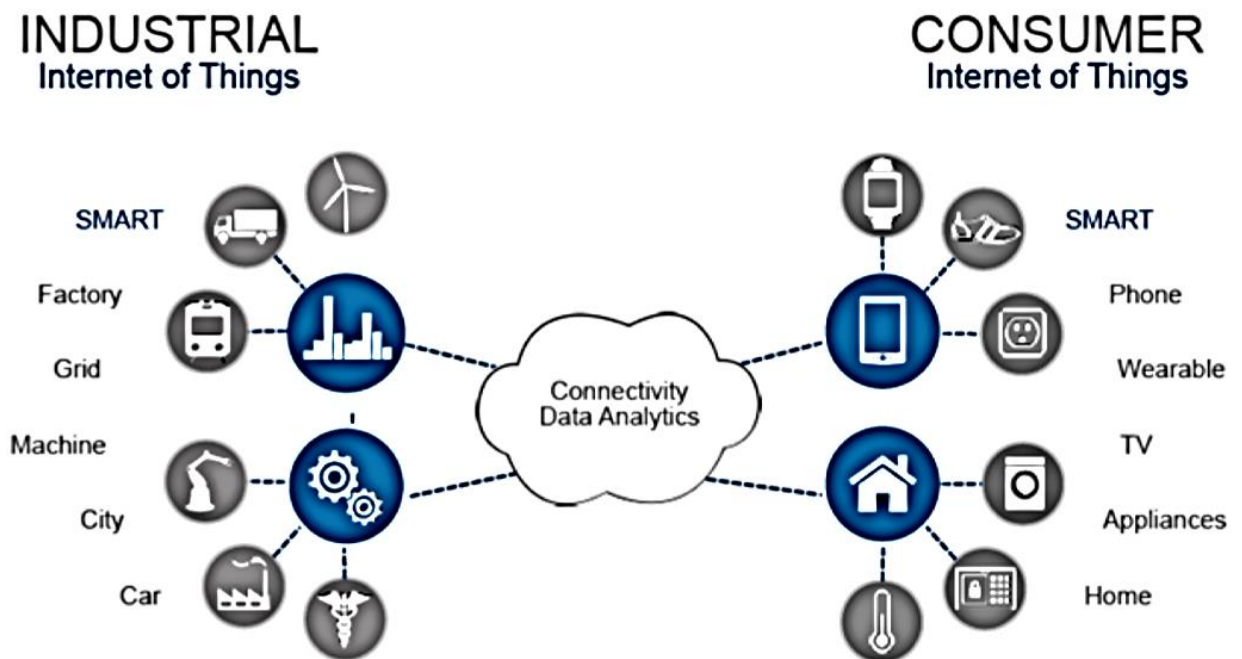 INDUSTRIAL
Internet of Things
SMART
Factory
Grid
Machine
City
Car
Connectivity
Data Analytics
CONSUMER
Internet of Things
SMART
Phone
Wearable
TV
Appliances
Home